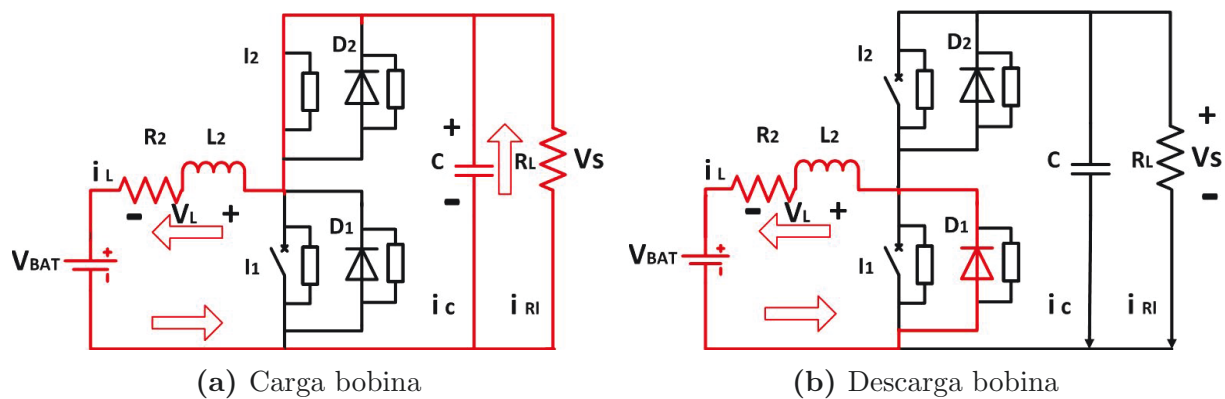 I2
D2
R2
L2
iL
VL
- +
VBAT
+
I1
D1
+
C
-
RL
Vs
ic
iRl
(a) Carga bobina
I2
D2
R2
L2
iL
VL
- +
VBAT
+
I1
D1
C
RL
+
Vs
-
ic
iRl
(b) Descarga bobina